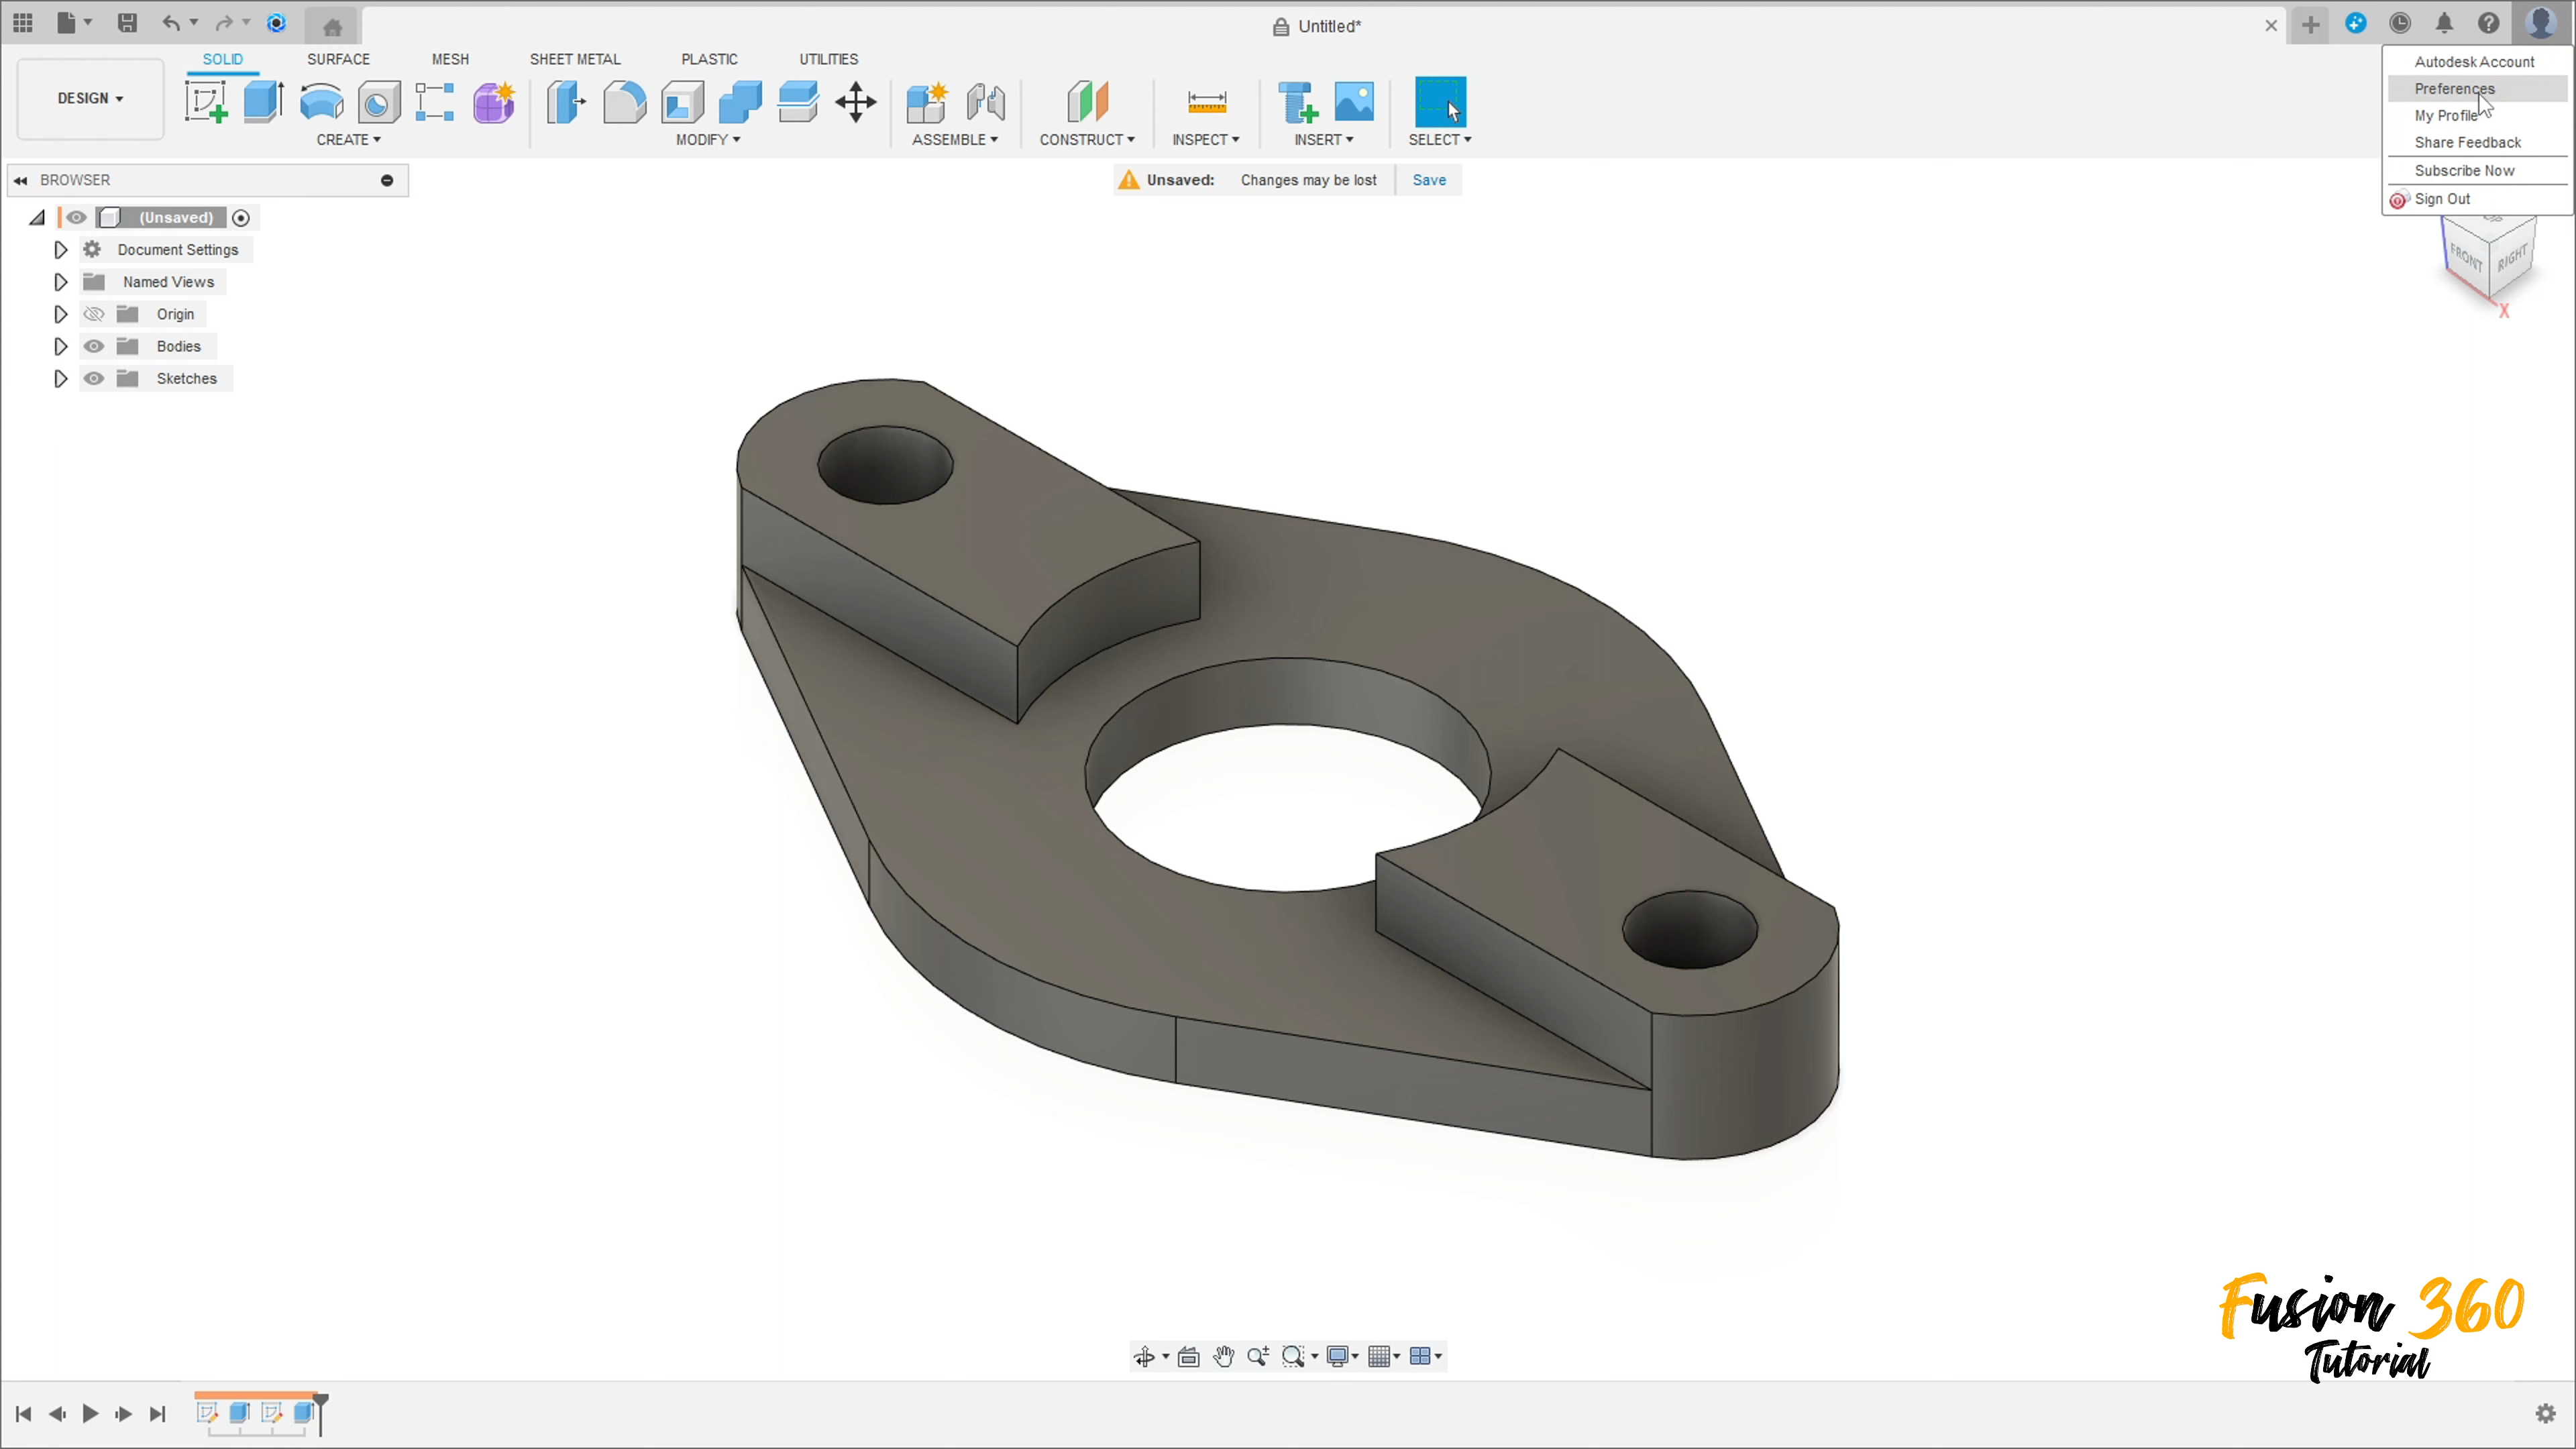 Untitled*
SOLID SURFACE MESH SHEET METAL PLASTIC UTILITIES
DESIGN
CREATE MODIFY ASSEMBLE CONSTRUCT INSPECT INSERT SELECT
Autodesk Account
Preferences
My Profile
Share Feedback
Subscribe Now
Sign Out
BROWSER
Unsaved: Changes may be lost Save
(Unsaved)
Document Settings
Named Views
Origin
Bodies
Sketches
FRONT RIGHT
X
Fusion 360
Tutorial